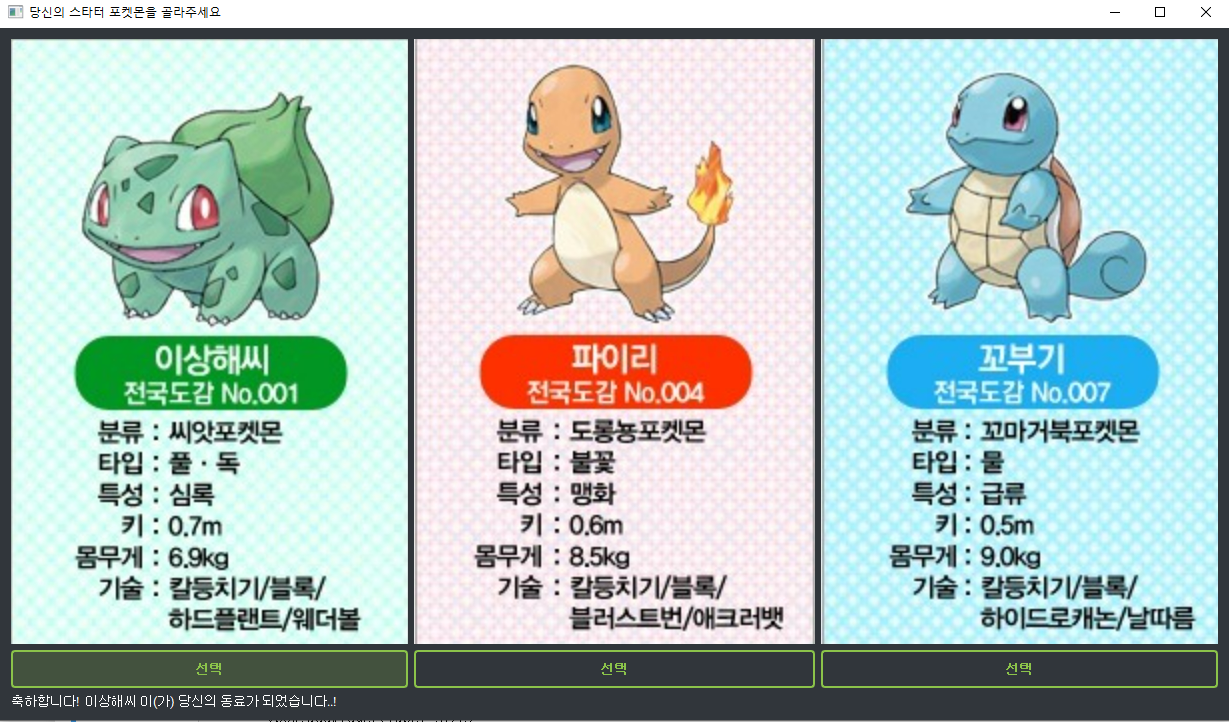 당신의 스타터 포켓몬을 골라주세요
이상해씨
전국도감 No.001
분류 : 씨앗포켓몬
타입 : 풀 · 독
특성 : 심록
키 : 0.7m
몸무게 : 6.9kg
기술 : 칼등치기/블록/
하드플랜트/웨더볼
선택
파이리
전국도감 No.004
분류 : 도롱뇽포켓몬
타입 : 불꽃
특성 : 맹화
키 : 0.6m
몸무게 : 8.5kg
기술 : 칼등치기/블록/
블러스트번/애크러뱃
선택
꼬부기
전국도감 No.007
분류 : 꼬마거북포켓몬
타입 : 물
특성 : 급류
키 : 0.5m
몸무게 : 9.0kg
기술 : 칼등치기/블록/
하이드로캐논/날따름
선택
축하합니다! 이상해씨 이(가) 당신의 동료가 되었습니다..!